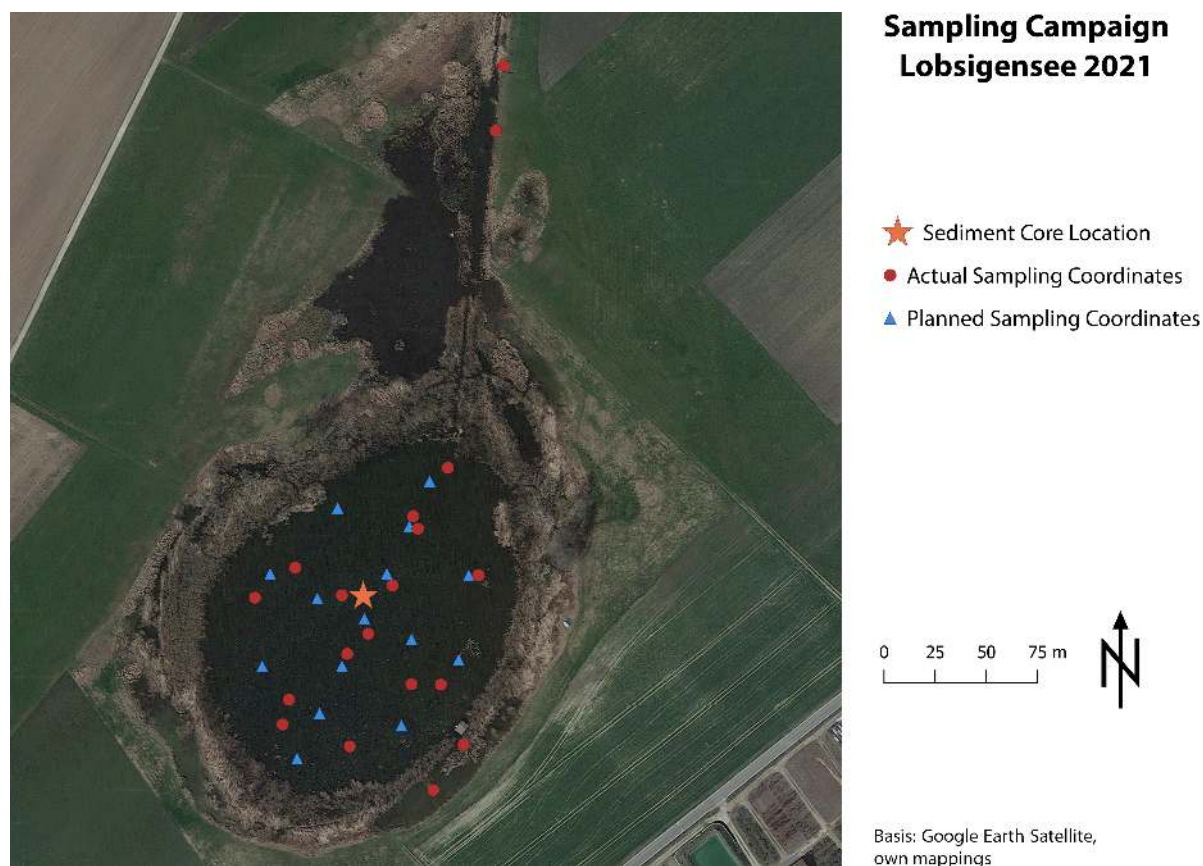 Sampling Campaign
Lobsigensee 2021
Sediment Core Location
Actual Sampling Coordinates
Planned Sampling Coordinates
0 25 50 75 m
N
Basis: Google Earth Satellite,
own mappings